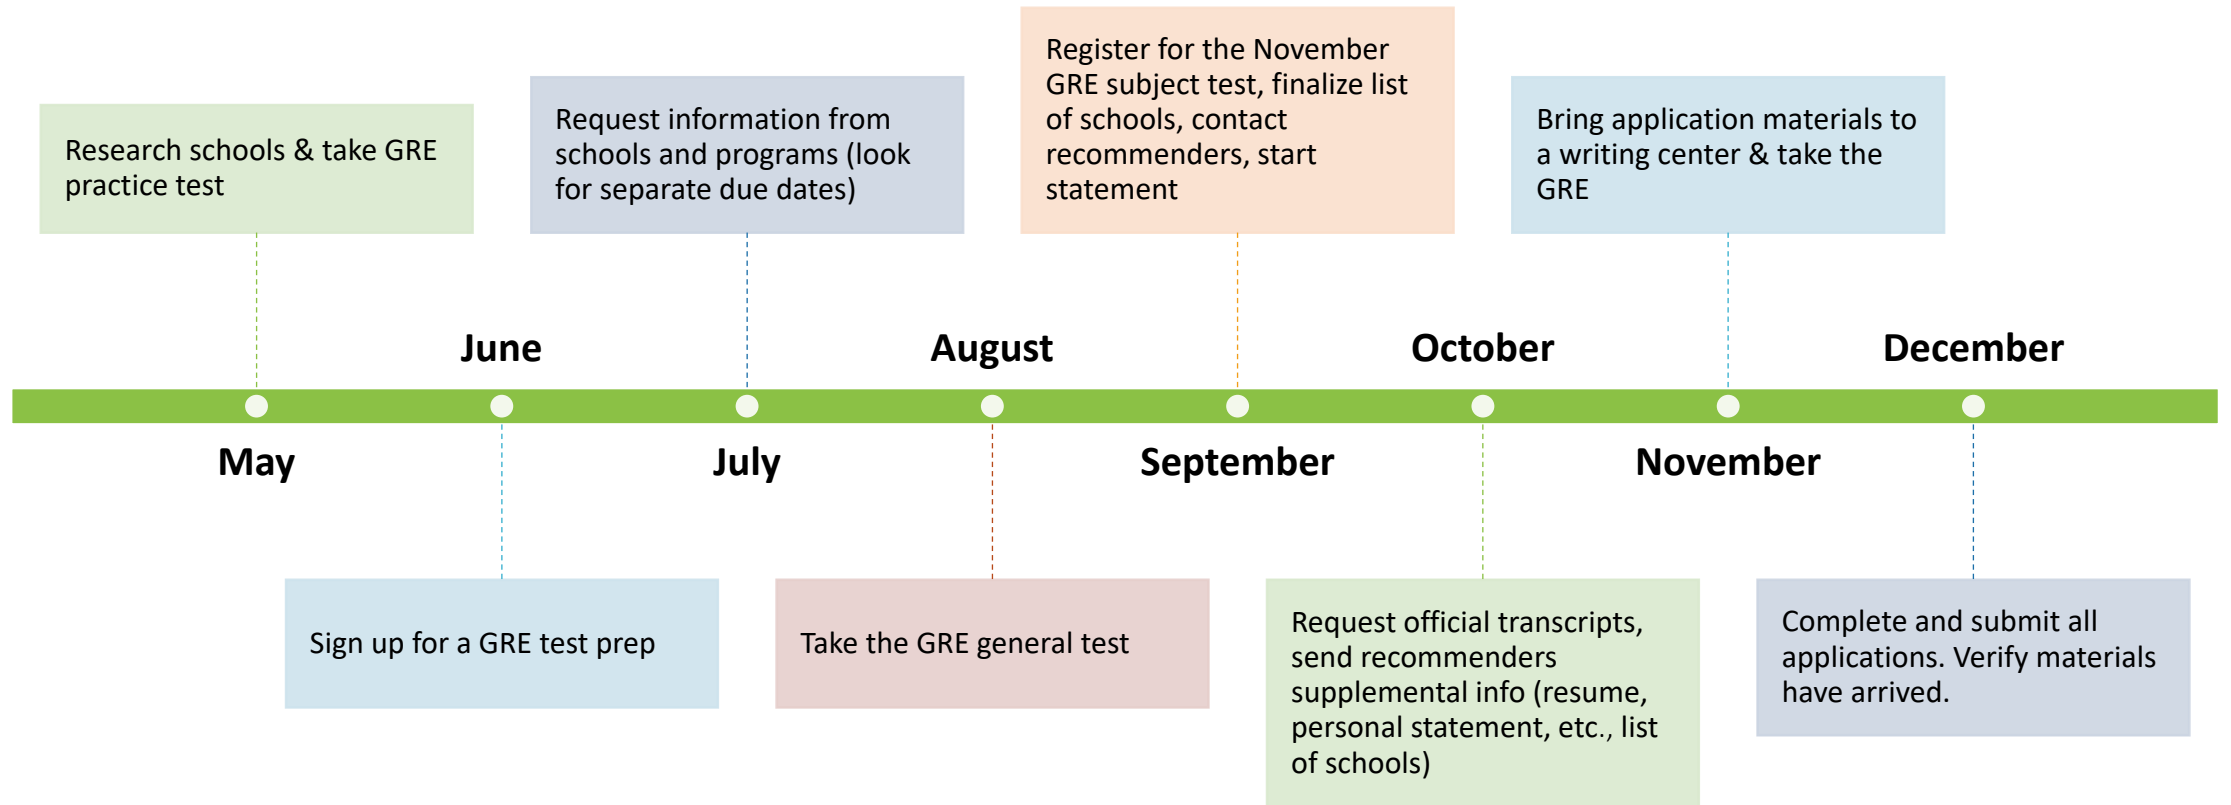 Research schools & take GRE
practice test
Request information from
schools and programs (look
for separate due dates)
Register for the November
GRE subject test, finalize list
of schools, contact
recommenders, start
statement
Bring application materials to
a writing center & take the
GRE
June
August
October
December
May
July
September
November
Sign up for a GRE test prep
Take the GRE general test
Request official transcripts,
send recommenders
supplemental info (resume,
personal statement, etc., list
of schools)
Complete and submit all
applications. Verify materials
have arrived.